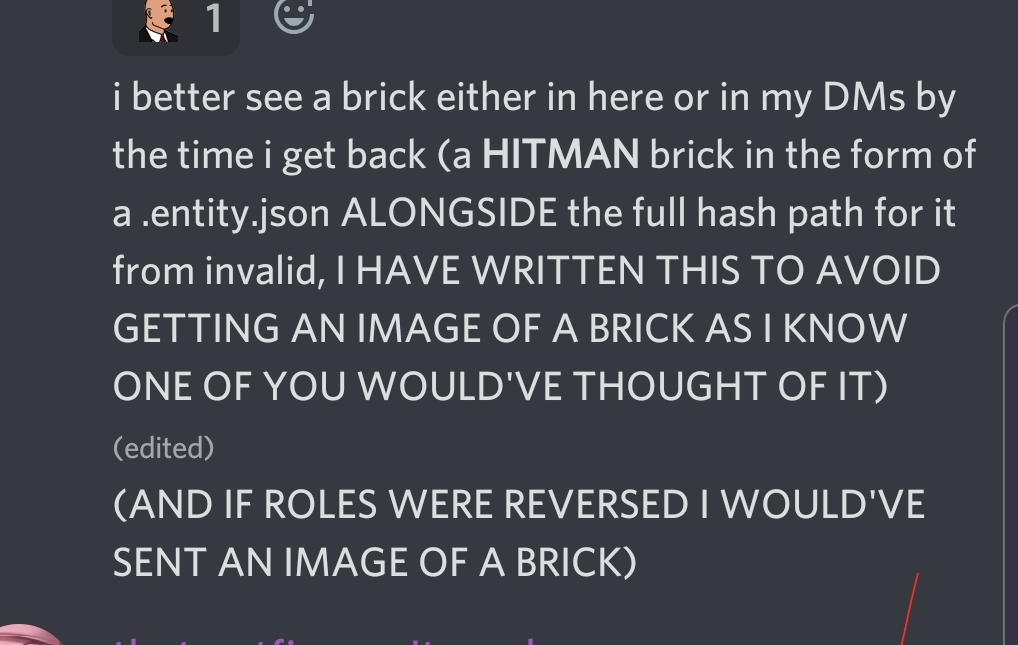 1
i better see a brick either in here or in my DMs by
the time i get back (a HITMAN brick in the form of
a .entity.json ALONGSIDE the full hash path for it
from invalid, I HAVE WRITTEN THIS TO AVOID
GETTING AN IMAGE OF A BRICK AS I KNOW
ONE OF YOU WOULD'VE THOUGHT OF IT)
(edited)
(AND IF ROLES WERE REVERSED I WOULD'VE
SENT AN IMAGE OF A BRICK)